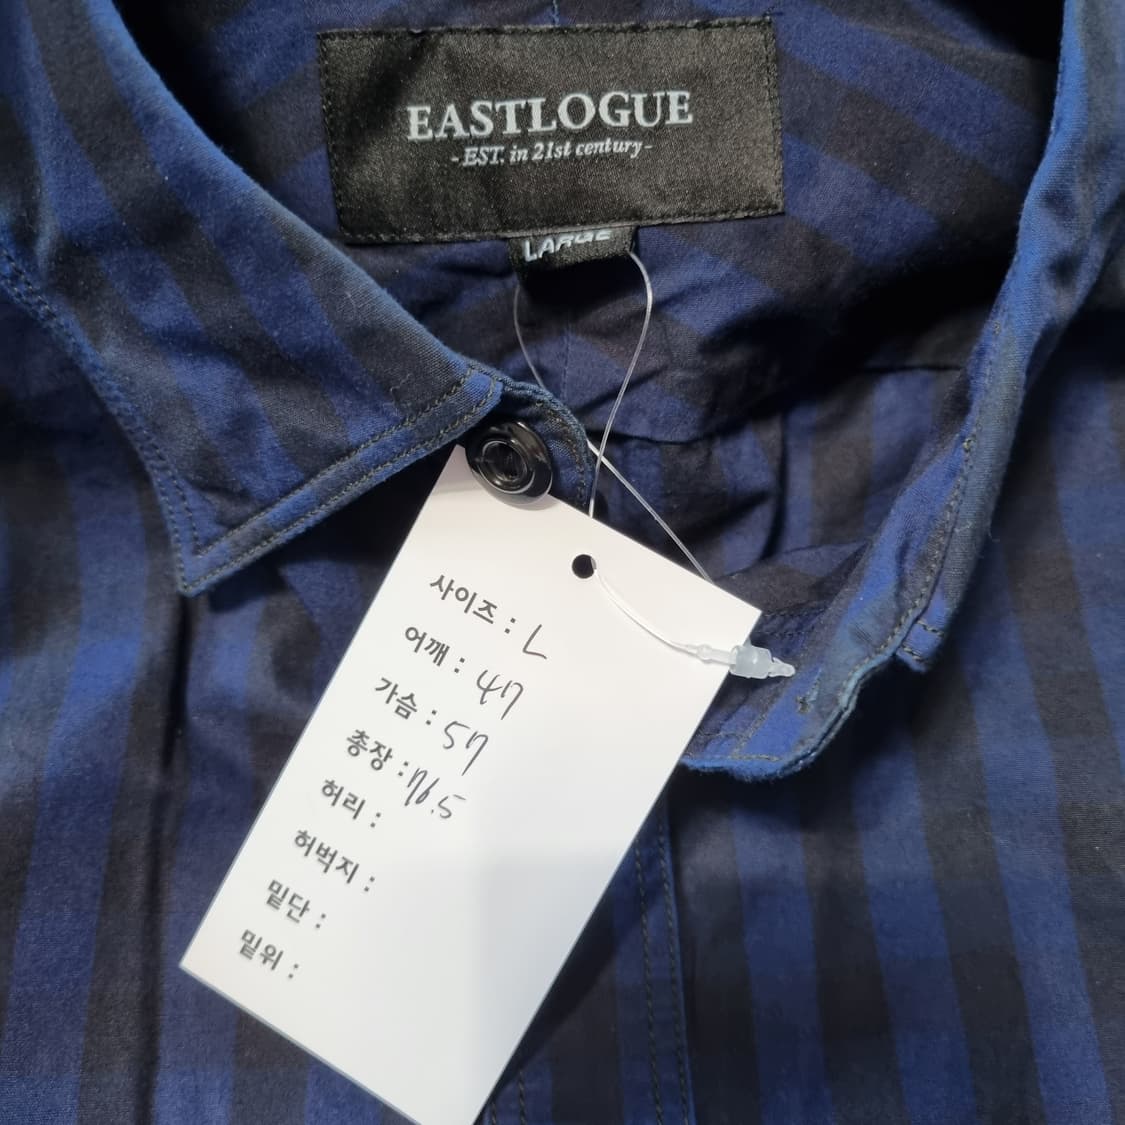 EASTLOGUE
-EST. in 21st century-
LARGE
사이즈 : L
어깨 : 47
가슴 : 57
총장 : 76.5
허리 :
허벅지 :
밑단 :
밑위 :